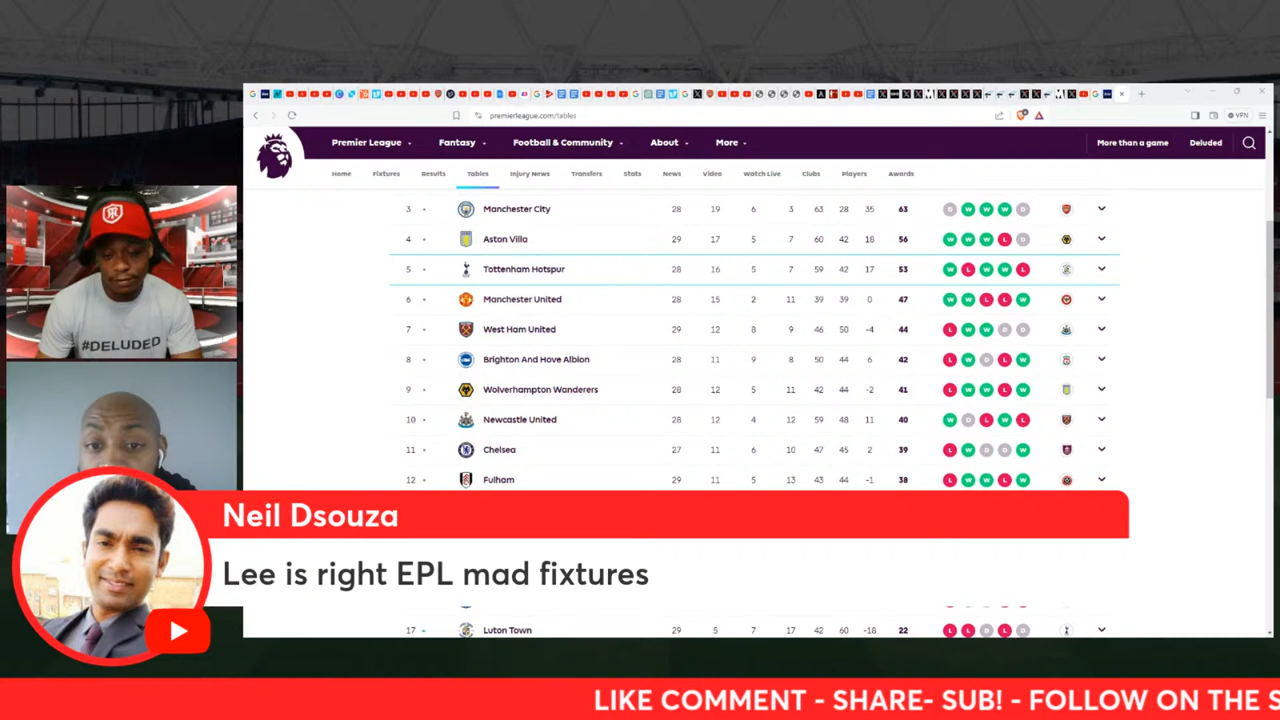 premierleague.com/tables
VPN
Premier League Fantasy Football & Community About More More than a game Deluded
Home Fixtures Results Tables Injury News Transfers Stats News Video Watch Live Clubs Players Awards
3 Manchester City 28 19 6 3 63 28 35 63 D W W W D
4 Aston Villa 29 17 5 7 60 42 18 56 W W W L D
5 Tottenham Hotspur 28 16 5 7 59 42 17 53 W L W W L
6 Manchester United 28 15 2 11 39 39 0 47 W W L L W
7 West Ham United 29 12 8 9 46 50 -4 44 L W W D D
8 Brighton And Hove Albion 28 11 9 8 50 44 6 42 L W D L W
9 Wolverhampton Wanderers 28 12 5 11 42 44 -2 41 L W W L W
10 Newcastle United 28 12 4 12 59 48 11 40 W D L W L
11 Chelsea 27 11 6 10 47 45 2 39 L W D D W
12 Fulham 29 11 5 13 43 44 -1 38 L W W L W
#DELUDED
Neil Dsouza
Lee is right EPL mad fixtures
17 Luton Town 29 5 7 17 42 60 -18 22 L L D L D
LIKE COMMENT - SHARE- SUB! - FOLLOW ON THE S